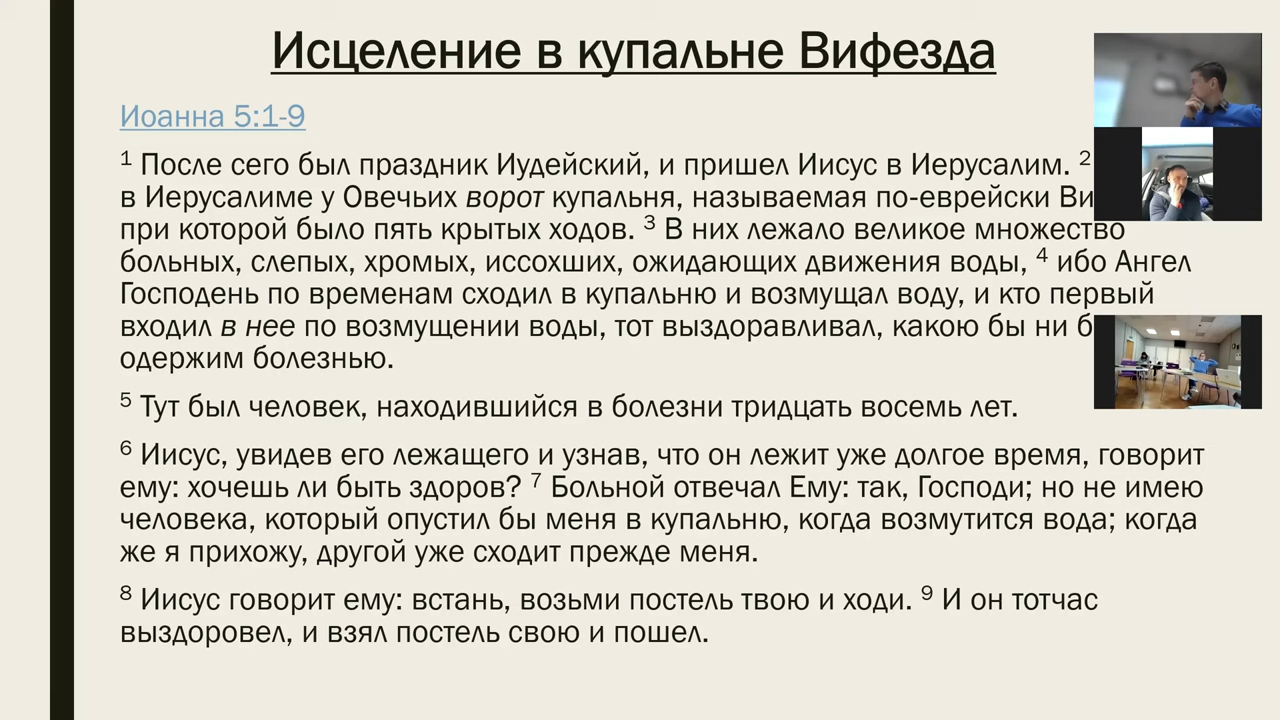 Исцеление в купальне Вифезда
Иоанна 5:1-9
1 После сего был праздник Иудейский, и пришел Иисус в Иерусалим. 2
в Иерусалиме у Овечьих ворот купальня, называемая по-еврейски Ви
при которой было пять крытых ходов. 3 В них лежало великое множество
больных, слепых, хромых, иссохших, ожидающих движения воды, 4 ибо Ангел
Господень по временам сходил в купальню и возмущал воду, и кто первый
входил в нее по возмущении воды, тот выздоравливал, какою бы ни б
одержим болезнью.
5 Тут был человек, находившийся в болезни тридцать восемь лет.
6 Иисус, увидев его лежащего и узнав, что он лежит уже долгое время, говорит
ему: хочешь ли быть здоров? 7 Больной отвечал Ему: так, Господи; но не имею
человека, который опустил бы меня в купальню, когда возмутится вода; когда
же я прихожу, другой уже сходит прежде меня.
8 Иисус говорит ему: встань, возьми постель твою и ходи. 9 И он тотчас
выздоровел, и взял постель свою и пошел.